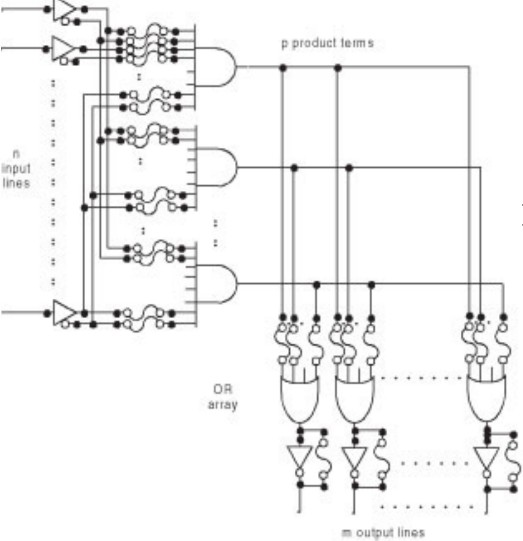 p product terms
n
input
lines
OR
array
m output lines